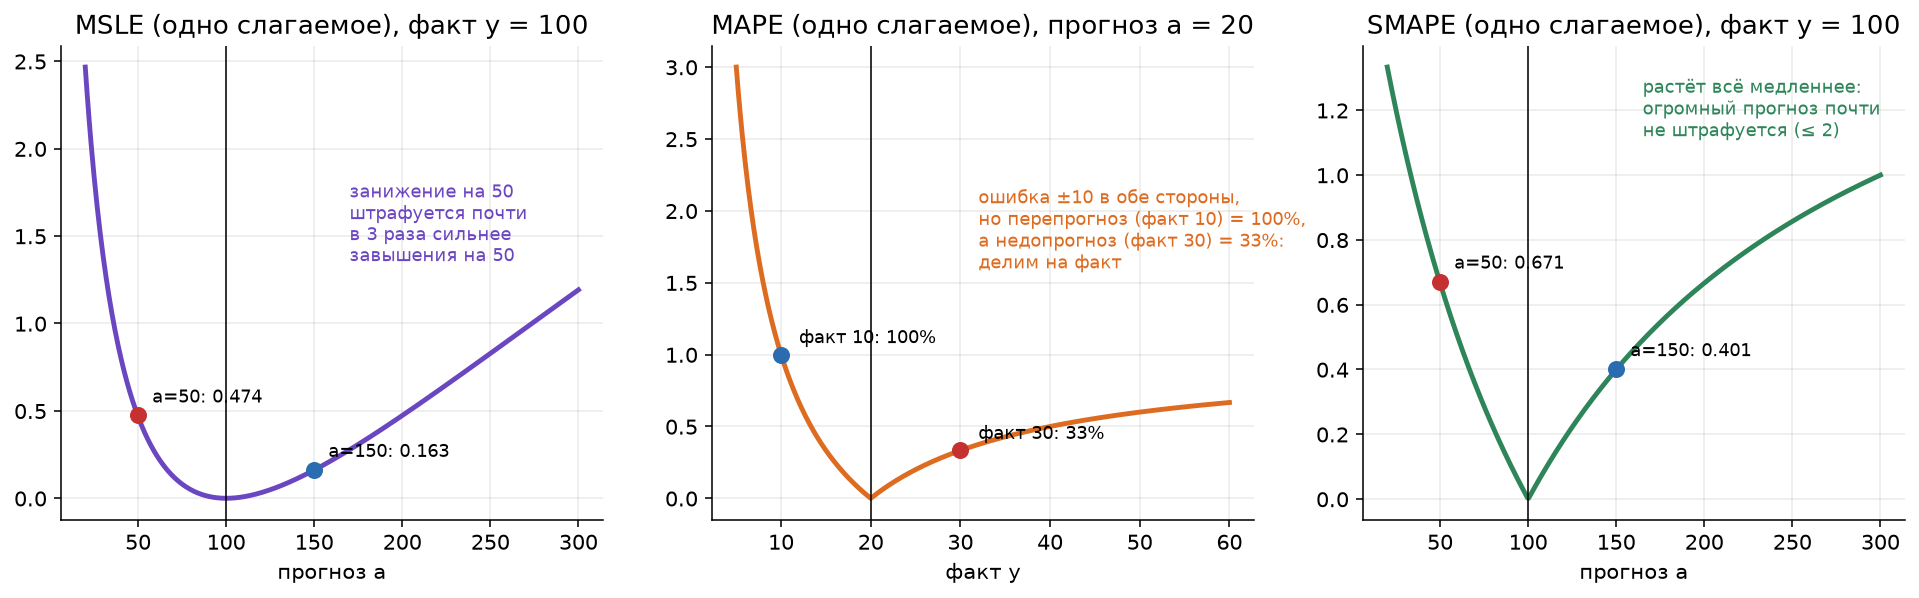 MSLE (одно слагаемое), факт y = 100
2.5
2.0
1.5
1.0
0.5
0.0
занижение на 50
штрафуется почти
в 3 раза сильнее
завышения на 50
a=50: 0.474
a=150: 0.163
50 100 150 200 250 300
прогноз a
MAPE (одно слагаемое), прогноз a = 20
3.0
2.5
2.0
1.5
1.0
0.5
0.0
ошибка ±10 в обе стороны,
но перепрогноз (факт 10) = 100%,
а недопрогноз (факт 30) = 33%:
делим на факт
факт 10: 100%
факт 30: 33%
10 20 30 40 50 60
факт y
SMAPE (одно слагаемое), факт y = 100
1.2
1.0
0.8
0.6
0.4
0.2
0.0
растёт всё медленнее:
огромный прогноз почти
не штрафуется (≤ 2)
a=50: 0.671
a=150: 0.401
50 100 150 200 250 300
прогноз a